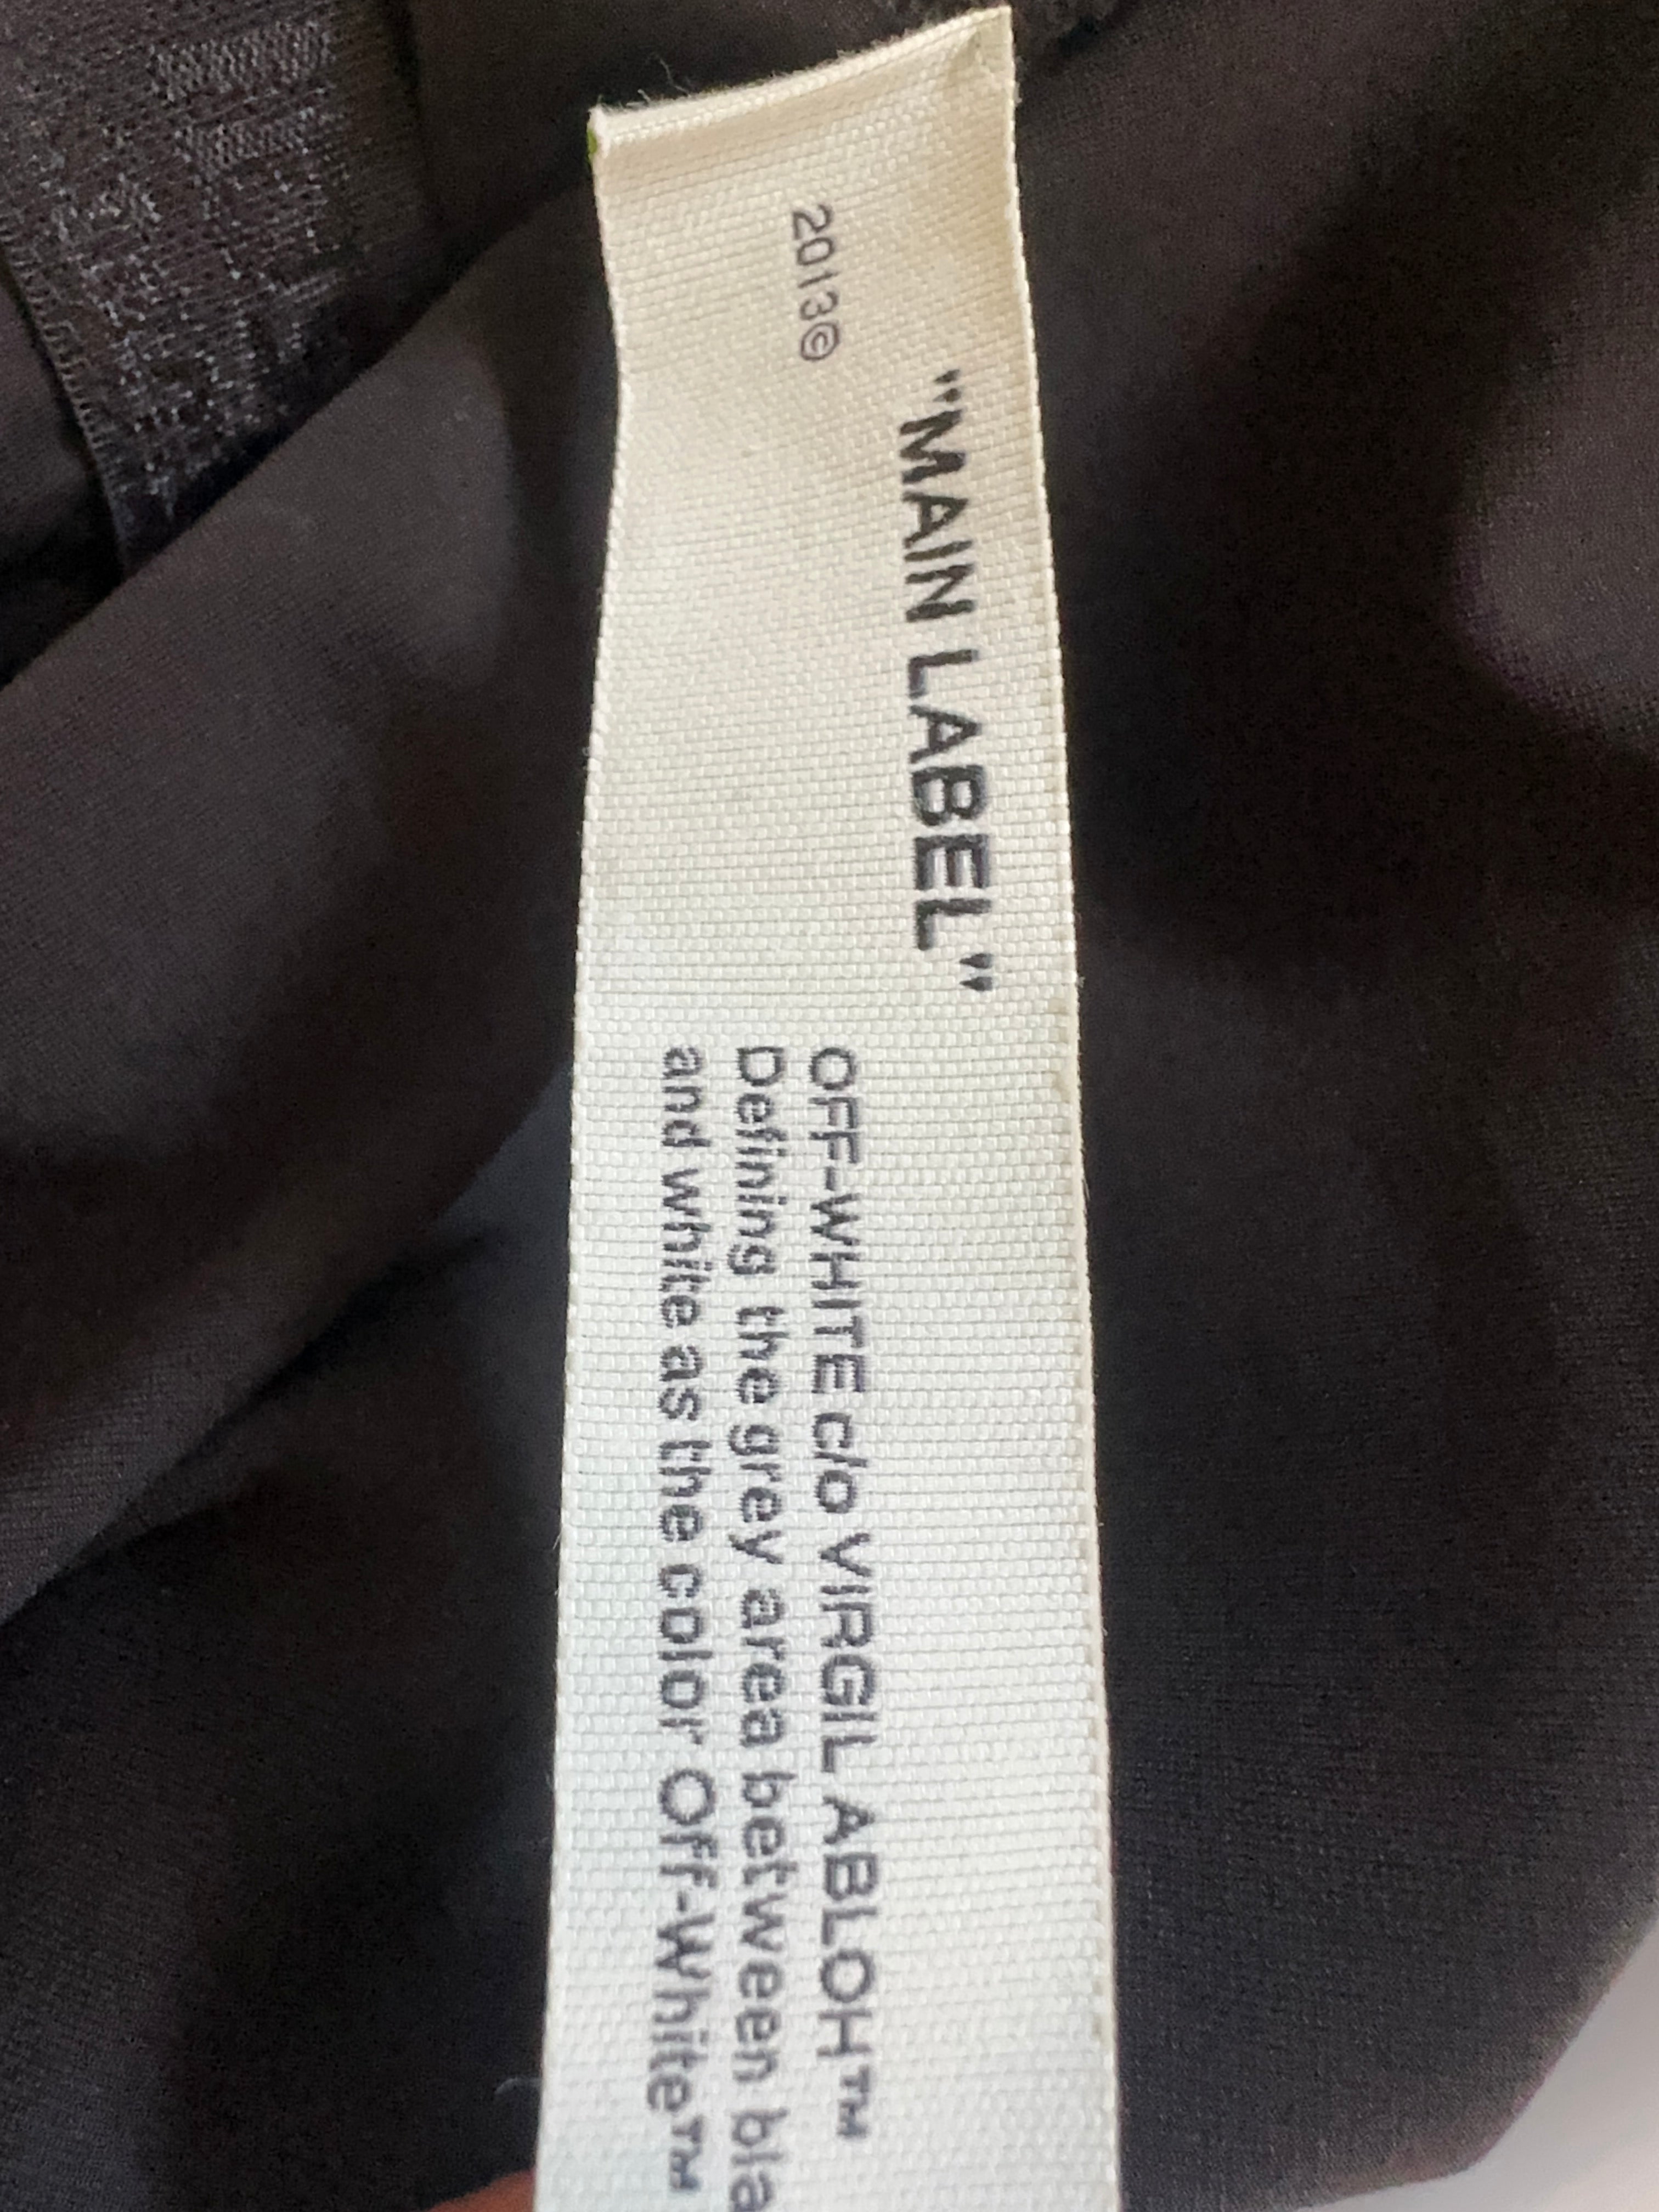 2013©
"MAIN LABEL"
OFF-WHITE c/o VIRGIL ABLOH™
Defining the grey area between bla
and white as the color Off-White™